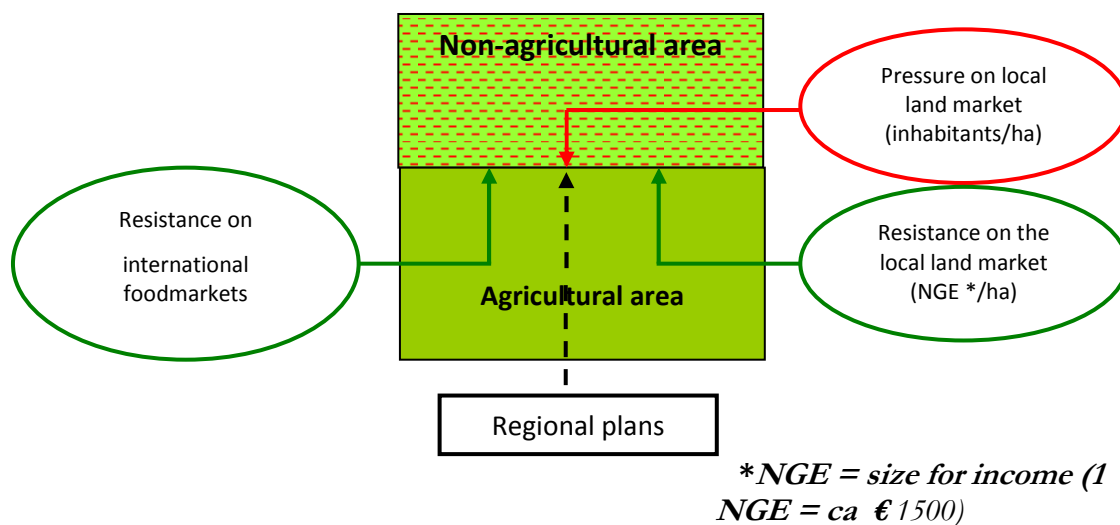 Non-agricultural area
Pressure on local
land market
(inhabitants/ha)
Resistance on
international
foodmarkets
Resistance on the
local land market
(NGE */ha)
Agricultural area
Regional plans
*NGE = size for income (1
NGE = ca € 1500)